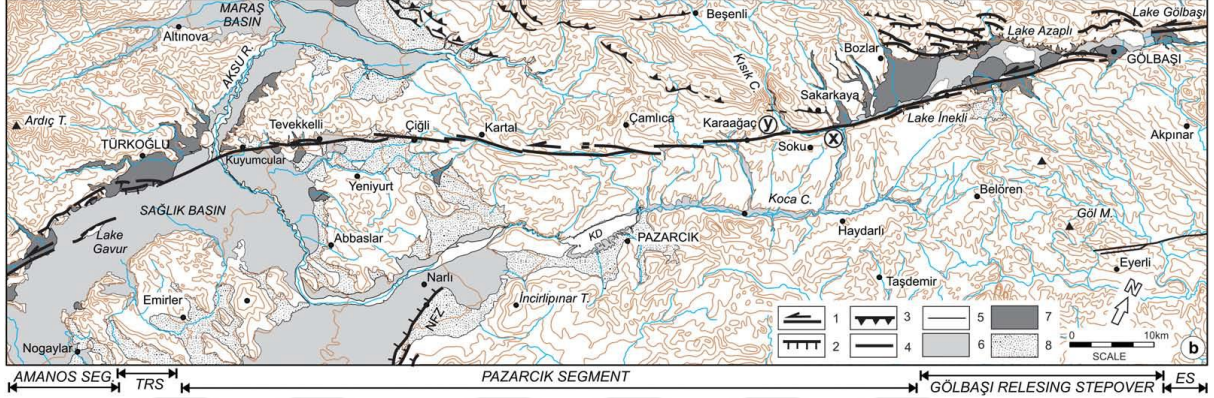 MARAŞ
BASIN
Altınova
AKSU R.
Beşenli
Kısık C.
Bozlar
Lake Azaplı
Lake Gölbaşı
GÖLBAŞI
Sakarkaya
Lake İnekli
Akpınar
Ardıç T.
TÜRKOĞLU
Tevekkelli
Çiğli
Kartal
Çamlıca
Karaağaç
y
x
Soku
Kuyumcular
Yeniyurt
SAĞLIK BASIN
Lake
Gavur
Abbaslar
KD
PAZARCIK
Koca C.
Haydarlı
Belören
Göl M.
Eyerli
Emirler
Narlı
NFZ
İncirlipınar T.
Taşdemir
Nogaylar
1
2
3
4
5
6
7
8
N
0 10km
SCALE
b
AMANOS SEG.
TRS
PAZARCIK SEGMENT
GÖLBAŞI RELESING STEPOVER
ES